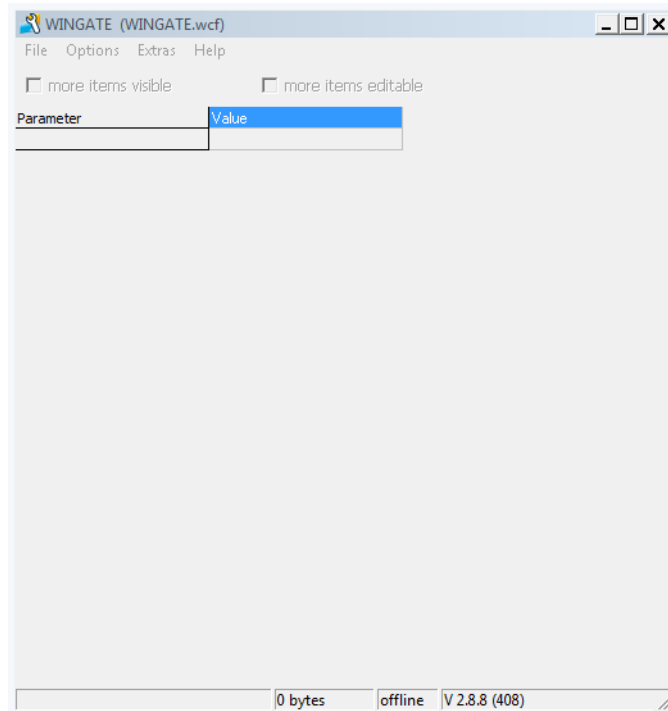 WINGATE (WINGATE.wcf)
File Options Extras Help
more items visible more items editable
Parameter Value
0 bytes offline V 2.8.8 (408)